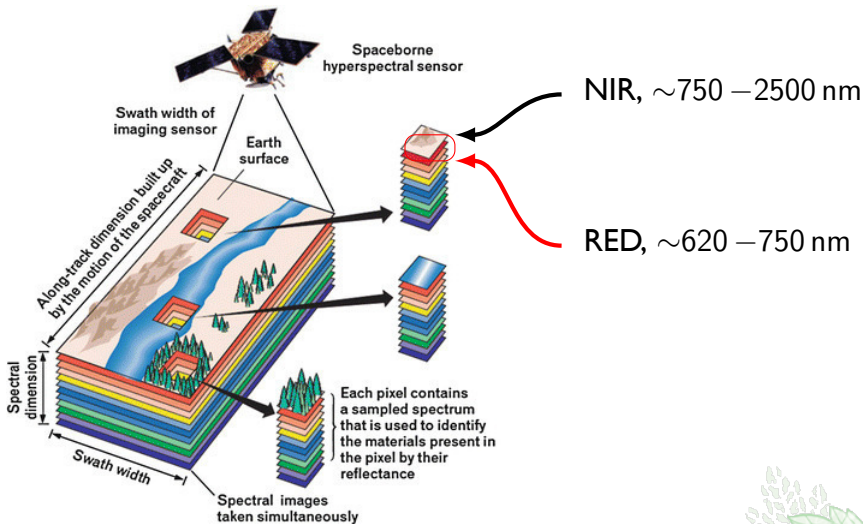 Spaceborne
hyperspectral sensor
NIR, ∼750 – 2500 nm
Swath width of
imaging sensor
Earth
surface
Along-track dimension built up
by the motion of the spacecraft
RED, ∼620 – 750 nm
Spectral
dimension
Each pixel contains
a sampled spectrum
that is used to identify
the materials present in
the pixel by their
reflectance
Swath width
Spectral images
taken simultaneously